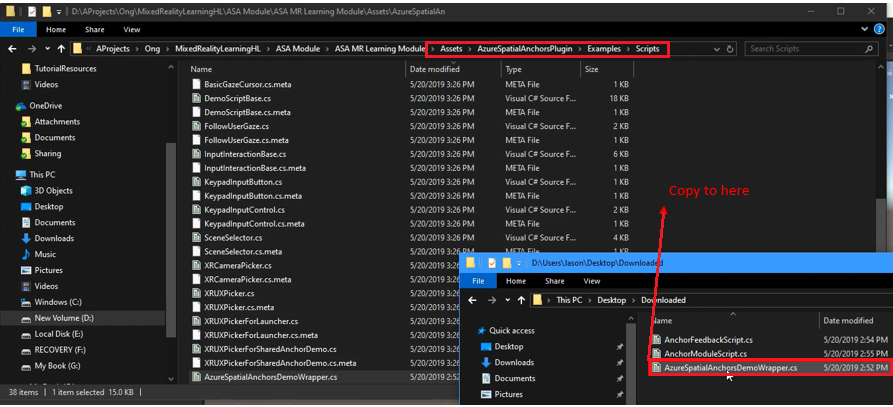 D:\AProjects\Ong\MixedRealityLearningHL\ASA Module\ASA MR Learning Module\Assets\AzureSpatialAn
File Home Share View
AProjects › Ong › MixedRealityLearningHL › ASA Module › ASA MR Learning Module › Assets › AzureSpatialAnchorsPlugin › Examples › Scripts
Search Scripts
TutorialResources
Videos
OneDrive
Attachments
Documents
Sharing
This PC
3D Objects
Desktop
Documents
Downloads
Music
Pictures
Videos
Windows (C:)
New Volume (D:)
Local Disk (E:)
RECOVERY (F:)
My Book (G:)
Name Date modified Type Size
BasicGazeCursor.cs.meta 5/20/2019 3:26 PM META File 1 KB
DemoScriptBase.cs 5/20/2019 3:26 PM Visual C# Source F... 18 KB
DemoScriptBase.cs.meta 5/20/2019 3:26 PM META File 1 KB
FollowUserGaze.cs 5/20/2019 3:26 PM Visual C# Source F... 2 KB
FollowUserGaze.cs.meta 5/20/2019 3:26 PM META File 1 KB
InputInteractionBase.cs 5/20/2019 3:26 PM Visual C# Source F... 6 KB
InputInteractionBase.cs.meta 5/20/2019 3:26 PM META File 1 KB
KeypadInputButton.cs 5/20/2019 3:26 PM Visual C# Source F... 1 KB
KeypadInputButton.cs.meta 5/20/2019 3:26 PM META File 1 KB
KeypadInputControl.cs 5/20/2019 3:26 PM Visual C# Source F... 2 KB
KeypadInputControl.cs.meta 5/20/2019 3:26 PM META File 1 KB
SceneSelector.cs 5/20/2019 3:26 PM Visual C# Source F... 4 KB
SceneSelector.cs.meta 5/20/2019 3:26 PM META File 1 KB
XRCameraPicker.cs 5/20/2019 3:26
XRCameraPicker.cs.meta 5/20/2019 3:26
XRUXPicker.cs 5/20/2019 3:26
XRUXPicker.cs.meta 5/20/2019 3:26
XRUXPickerForLauncher.cs 5/20/2019 3:26
XRUXPickerForLauncher.cs.meta 5/20/2019 3:26
XRUXPickerForSharedAnchorDemo.cs 5/20/2019 3:26
XRUXPickerForSharedAnchorDemo.cs.meta 5/20/2019 3:26
AzureSpatialAnchorsDemoWrapper.cs 5/20/2019 2:52
38 items 1 item selected 15.0 KB
Copy to here
D:\Users\Jason\Desktop\Downloaded
File Home Share View
This PC › Desktop › Downloaded
Quick access
Desktop
Downloads
Documents
Pictures
Name Date modified
AnchorFeedbackScript.cs 5/20/2019 2:54 PM
AnchorModuleScript.cs 5/20/2019 2:55 PM
AzureSpatialAnchorsDemoWrapper.cs 5/20/2019 2:52 PM